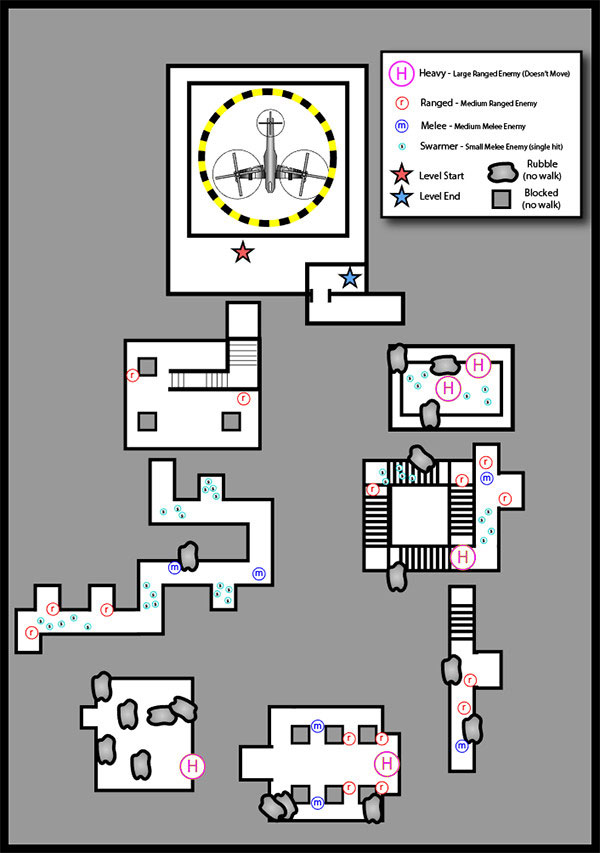 H Heavy - Large Ranged Enemy (Doesn't Move)
r Ranged - Medium Ranged Enemy
m Melee - Medium Melee Enemy
s Swarmer - Small Melee Enemy (single hit)
Level Start
Level End
Rubble
(no walk)
Blocked
(no walk)
r
r
H
H
r
r
m
r
r
H
m
m
r
r
r
r
r
m
H
m
r
r
H
r
r
m